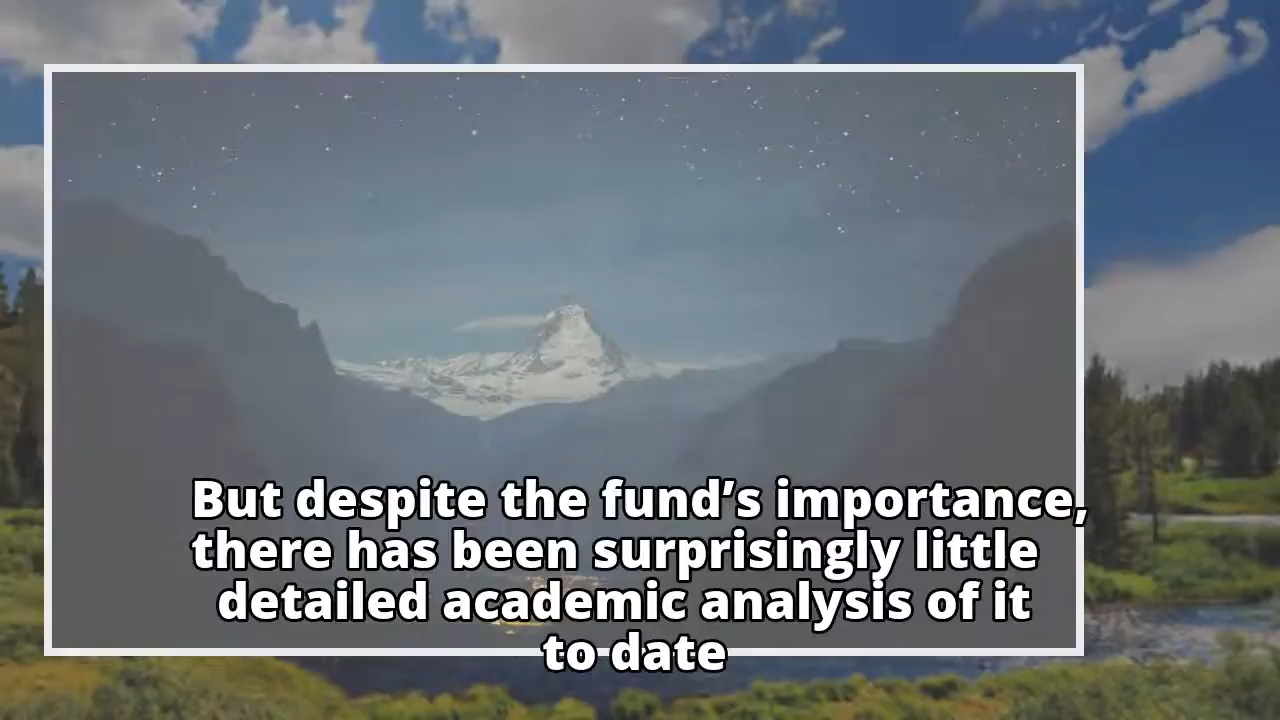 But despite the fund’s importance,
there has been surprisingly little
detailed academic analysis of it
to date